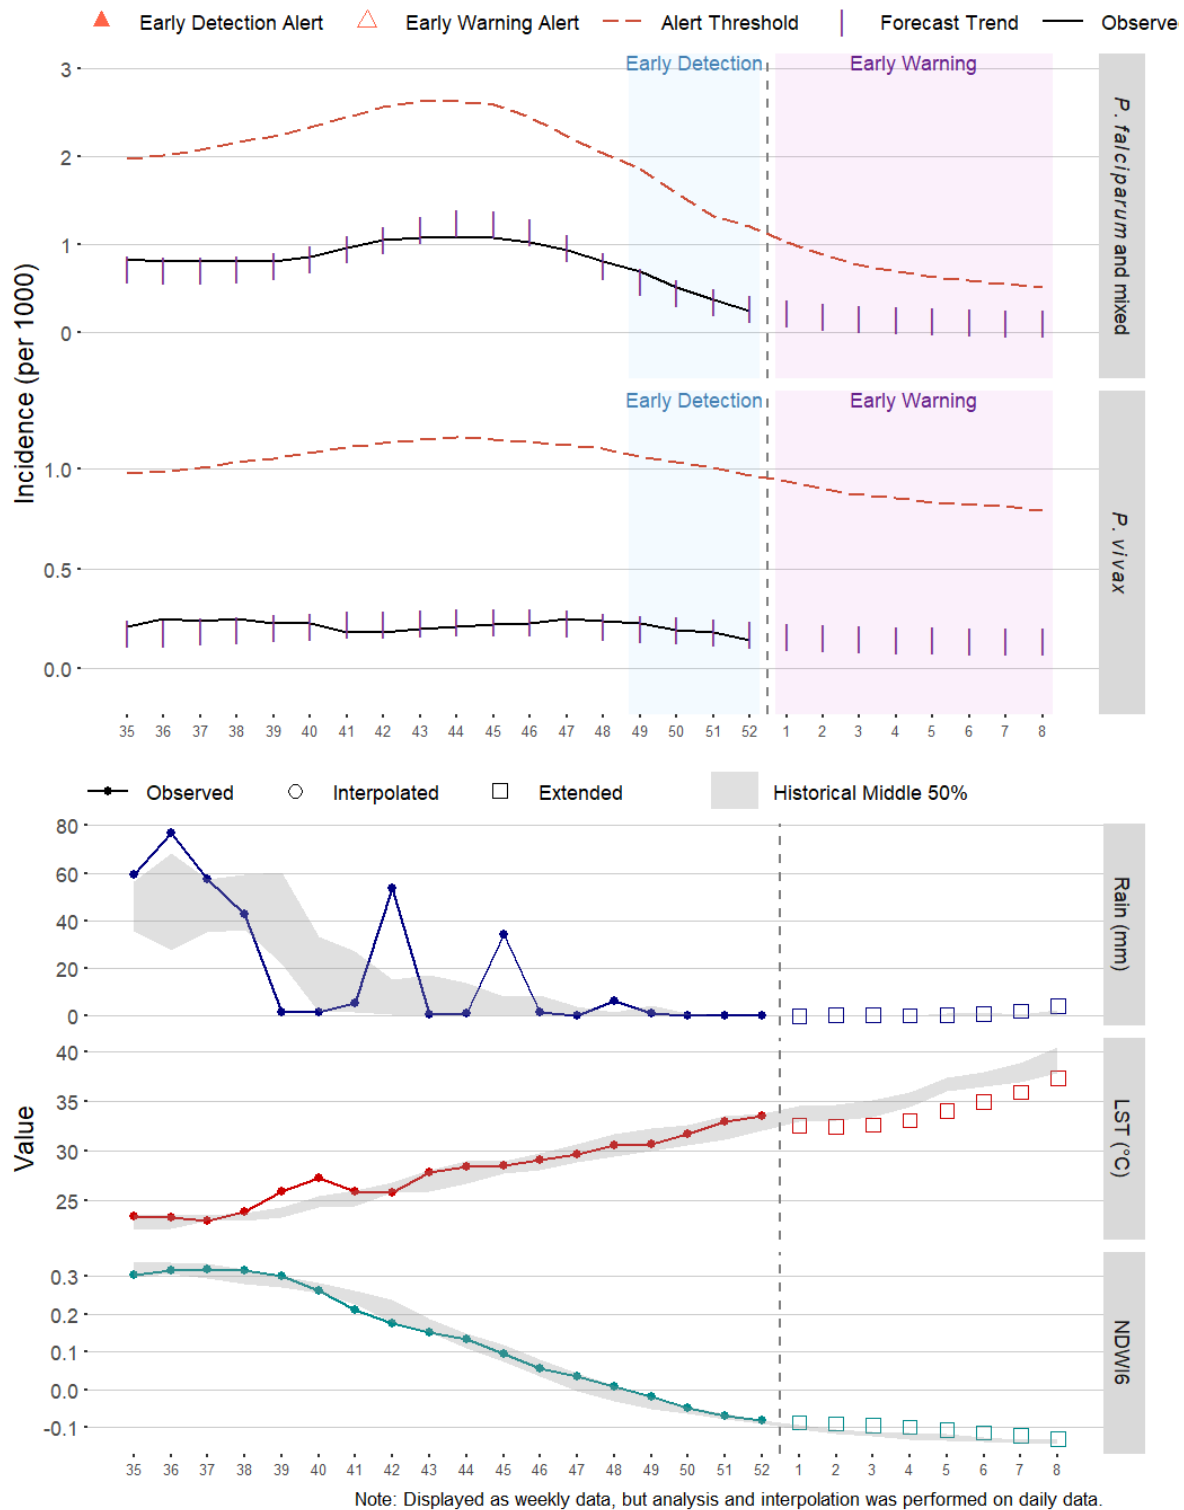 Early Detection Alert Early Warning Alert Alert Threshold Forecast Trend Observe
Early Detection Early Warning
3
2
1
0
P. falciparum and mixed
Incidence (per 1000)
Early Detection Early Warning
1.0
0.5
0.0
P. vivax
35 36 37 38 39 40 41 42 43 44 45 46 47 48 49 50 51 52 1 2 3 4 5 6 7 8
Observed Interpolated Extended Historical Middle 50%
80
60
40
20
0
Rain (mm)
Value
40
35
30
25
LST (°C)
0.3
0.2
0.1
0.0
-0.1
NDWI6
35 36 37 38 39 40 41 42 43 44 45 46 47 48 49 50 51 52 1 2 3 4 5 6 7 8
Note: Displayed as weekly data, but analysis and interpolation was performed on daily data.